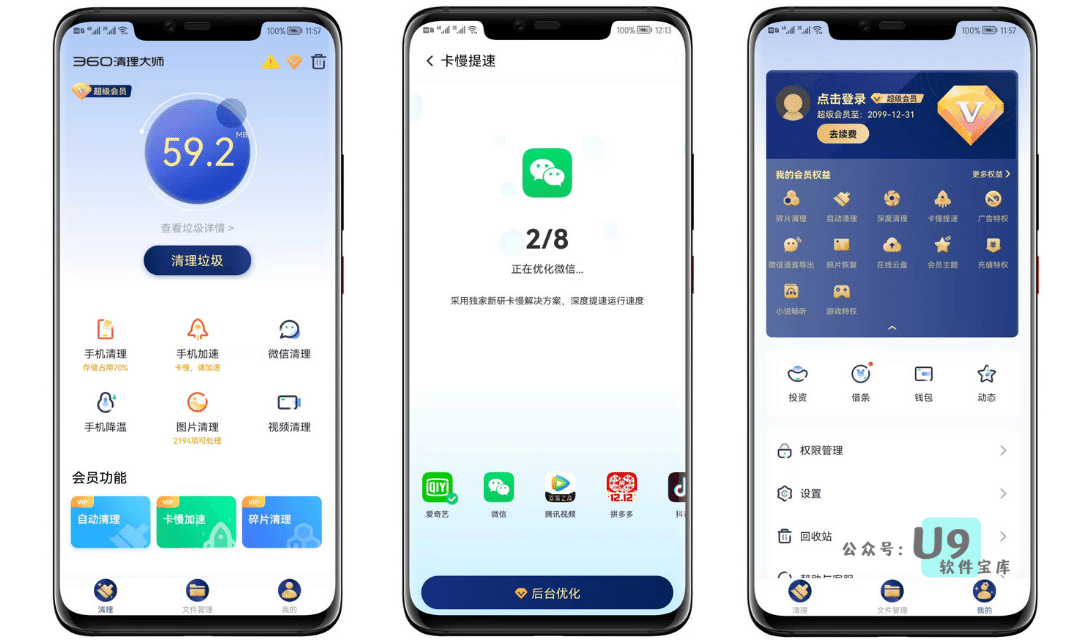 100% 11:57
360清理大师
超级会员
59.2
MB
查看垃圾详情 >
清理垃圾
手机清理 手机加速 微信清理
存储占用70% 卡慢,请加速
手机降温 图片清理 视频清理
2194项可处理
会员功能
VIP VIP VIP
自动清理 卡慢加速 碎片清理
清理 文件管理 我的
100% 12:13
卡慢提速
2/8
正在优化微信...
采用独家新研卡慢解决方案,深度提速运行速度
QIY
荣耀之战
12.12
爱奇艺 微信 腾讯视频 拼多多 抖
后台优化
100% 11:57
点击登录 超级会员
超级会员至:2099-12-31
去续费
V
我的会员权益 更多权益
碎片清理 自动清理 深度清理 卡慢提速 广告特权
微信语音导出 照片恢复 在线云盘 会员主题 充值特权
小说畅听 游戏特权
投资 借条 钱包 动态
权限管理
设置
回收站
帮助与客服
公众号:U9
软件宝库
清理 文件管理 我的